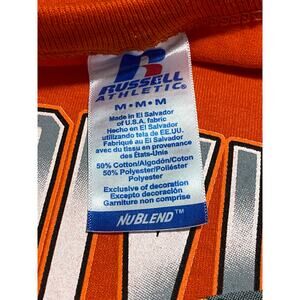 RUSSELL
ATHLETIC®
M • M • M
Made in El Salvador
of U.S.A. fabric
Hecho en El Salvador
utilizando tela de EE.UU.
Fabriqué au El Salvador
avec du tissu en provenance
des États-Unis
50% Cotton/Algodón/Coton
50% Polyester/Poliéster
Polyester
Exclusive of decoration
Excepto decoración
Garniture non comprise
NUBLEND™